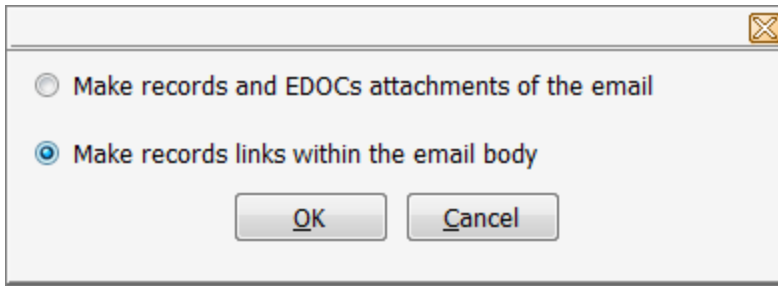 Make records and EDOCs attachments of the email
Make records links within the email body
OK Cancel